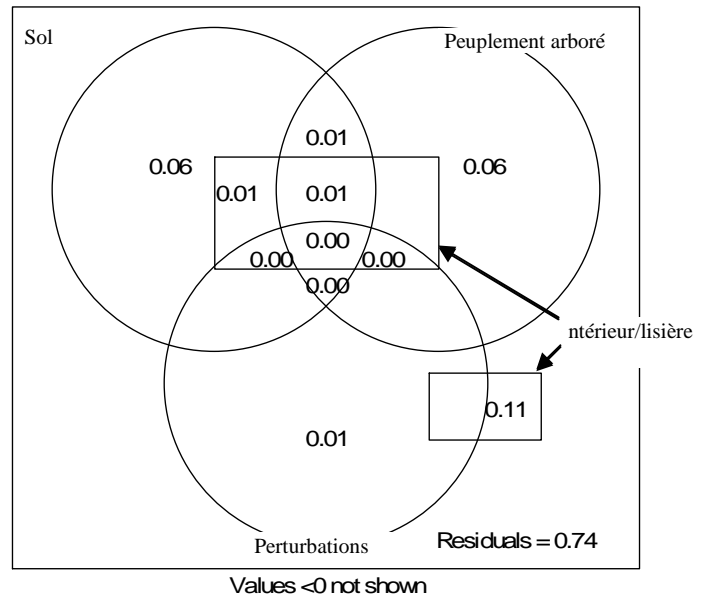 Sol
Peuplement arboré
0.01
0.06
0.06
0.01
0.01
0.00
0.00
0.00
0.00
ntérieur/lisière
0.11
0.01
Perturbations
Residuals = 0.74
Values <0 not shown